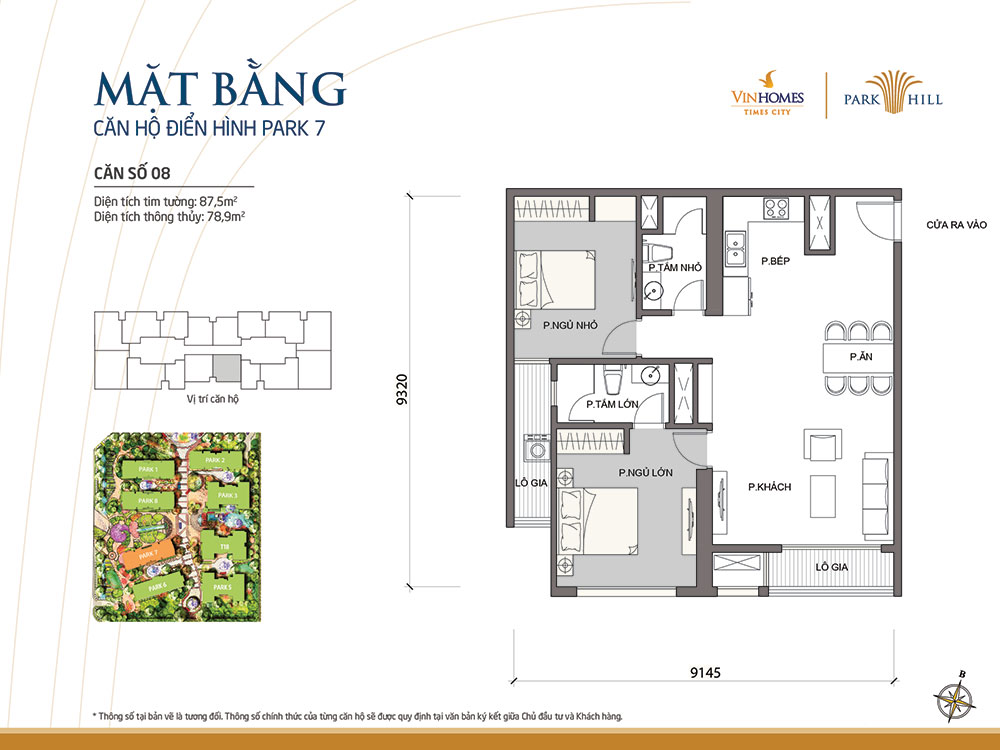 MẶT BẰNG
CĂN HỘ ĐIỂN HÌNH PARK 7
VINHOMES
TIMES CITY
PARK HILL
CĂN SỐ 08
Diện tích tim tường: 87,5m²
Diện tích thông thủy: 78,9m²
CỬA RA VÀO
P.TẮM NHỎ
P.BẾP
P.NGỦ NHỎ
P.ĂN
P.TẮM LỚN
P.NGỦ LỚN
LÔ GIA
P.KHÁCH
LÔ GIA
9320
9145
Vị trí căn hộ
PARK 1
PARK 2
PARK 8
PARK 3
PARK 7
T18
PARK 6
PARK 5
B
* Thông số tại bản vẽ là tương đối. Thông số chính thức của từng căn hộ sẽ được quy định tại văn bản ký kết giữa Chủ đầu tư và Khách hàng.